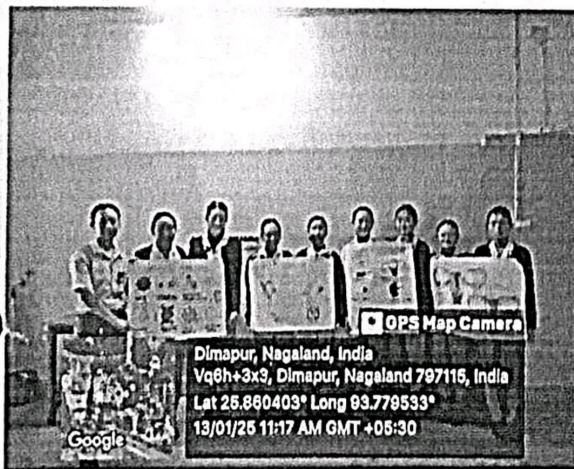 GPS Map Camera
Dimapur, Nagaland, India
Vq6h+3x3, Dimapur, Nagaland 797115, India
Lat 25.860403° Long 93.779533°
13/01/25 11:17 AM GMT +05:30
Google